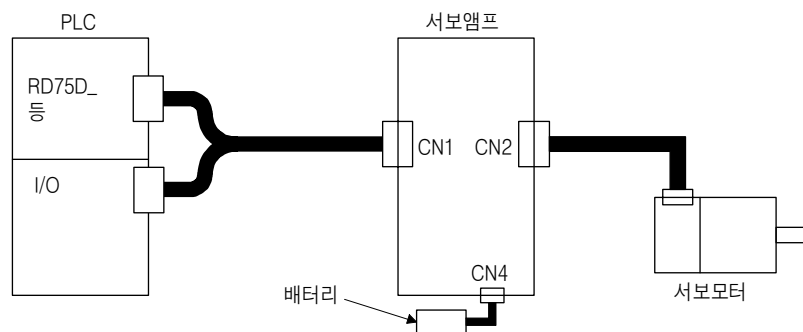 PLC
서보앰프
RD75D_
등
CN1
CN2
I/O
CN4
배터리
서보모터